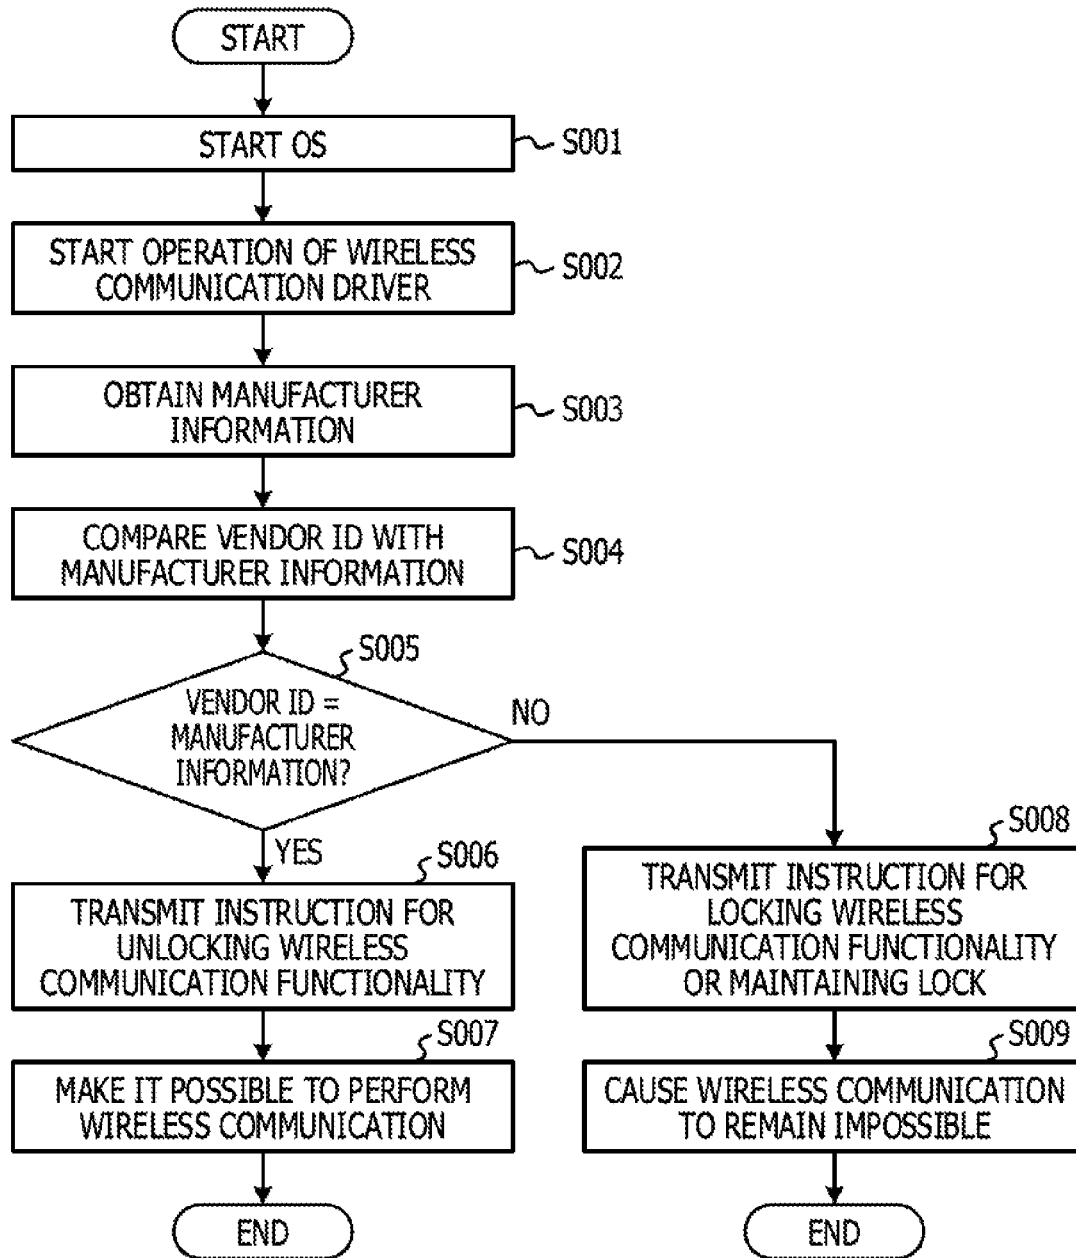 START
START OS
S001
START OPERATION OF WIRELESS
COMMUNICATION DRIVER
S002
OBTAIN MANUFACTURER
INFORMATION
S003
COMPARE VENDOR ID WITH
MANUFACTURER INFORMATION
S004
S005
VENDOR ID =
MANUFACTURER
INFORMATION?
NO
YES
S006
TRANSMIT INSTRUCTION FOR
UNLOCKING WIRELESS
COMMUNICATION FUNCTIONALITY
S007
MAKE IT POSSIBLE TO PERFORM
WIRELESS COMMUNICATION
END
S008
TRANSMIT INSTRUCTION FOR
LOCKING WIRELESS
COMMUNICATION FUNCTIONALITY
OR MAINTAINING LOCK
S009
CAUSE WIRELESS COMMUNICATION
TO REMAIN IMPOSSIBLE
END